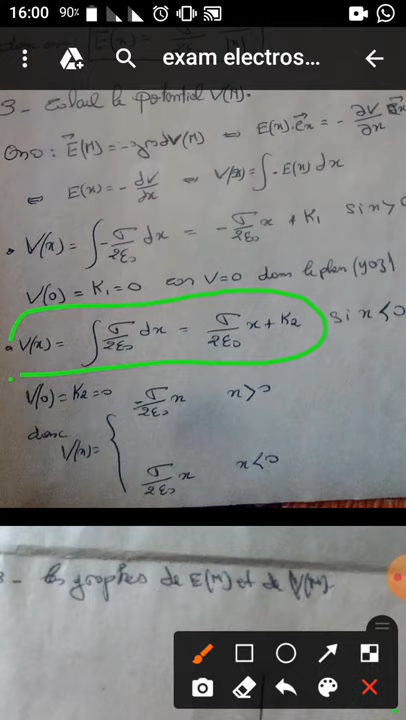 16:00 90%
exam electros...
E(x) =
3 - Calcul le potentiel V(M).
On a : E⃗(M) = -grad V(M) ⇔ E(x).e⃗x = - ∂V/∂x e⃗x
⇔ E(x) = - dV/dx ⇔ V(x) = ∫ - E(x) dx
• V(x) = ∫ - σ/2ε₀ dx = - σ/2ε₀ x + K₁ si x > 0
V(0) = K₁ = 0 car V=0 dans le plan (yoz)
• V(x) = ∫ σ/2ε₀ dx = σ/2ε₀ x + K₂ si x < 0
V(0) = K₂ = 0
donc V(x) = { - σ/2ε₀ x x > 0
σ/2ε₀ x x < 0
3 - les graphes de E(M) et de V(M)